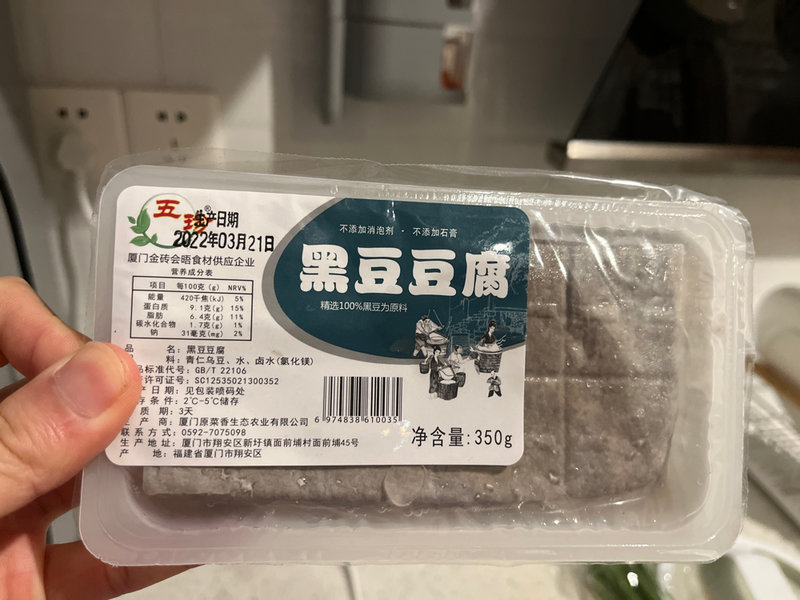 五
生产日期
2022年03月21日
厦门金砖会晤食材供应企业
营养成分表
项目 每100克(g) NRV%
能量 420千焦(kJ) 5%
蛋白质 9.1克(g) 15%
脂肪 6.4克(g) 11%
碳水化合物 1.7克(g) 1%
钠 31毫克(mg) 2%
不添加消泡剂 · 不添加石膏
黑豆豆腐
精选100%黑豆为原料
品 名：黑豆豆腐
料：青仁乌豆、水、卤水(氯化镁)
品标准代号：GB/T 22106
许可证号：SC12535021300352
产日期：见包装喷码处
存条件：2℃-5℃储存
质 期：3天
生 产 商：厦门原菜香生态农业有限公司
联系方式：0592-7075098
生产地址：厦门市翔安区新圩镇面前埔村面前埔45号
产 地：福建省厦门市翔安区
6 974838 610035
净含量：350g